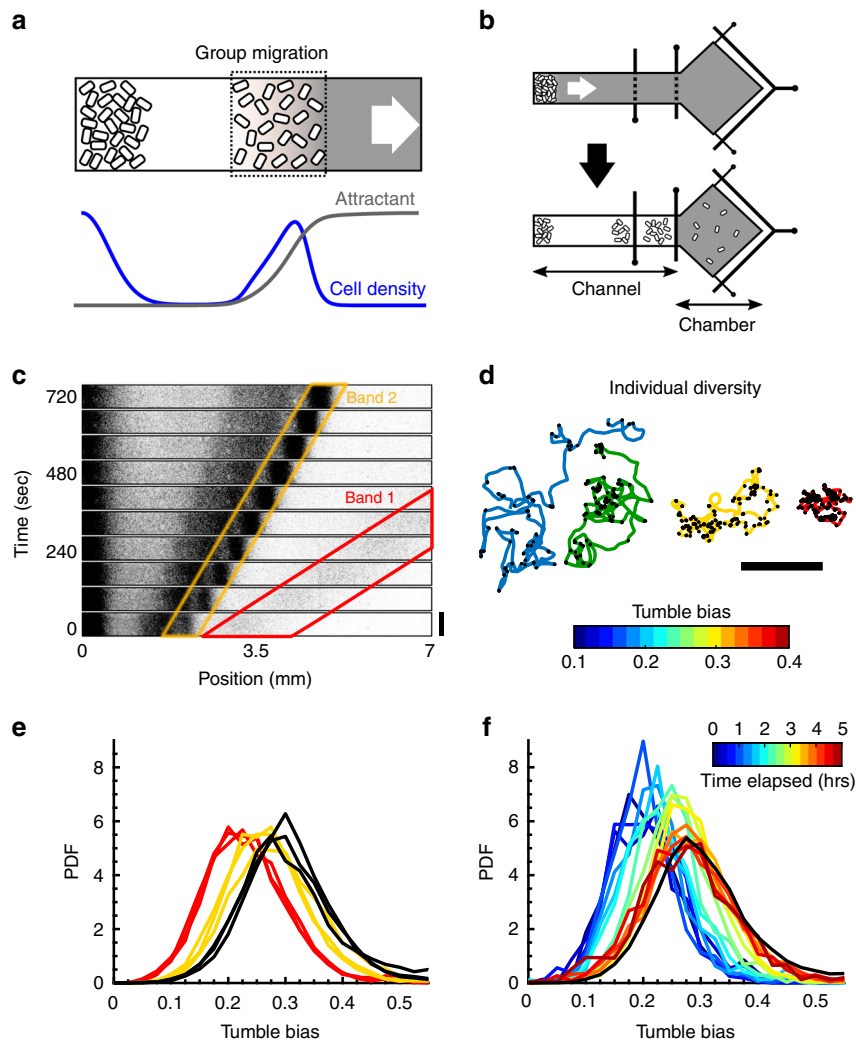 a
Group migration
Attractant
Cell density
b
Channel
Chamber
c
720
480
240
0
Time (sec)
Band 2
Band 1
0
3.5
7
Position (mm)
d
Individual diversity
Tumble bias
0.1
0.2
0.3
0.4
e
8
6
4
2
0
PDF
0
0.1
0.2
0.3
0.4
0.5
Tumble bias
f
0 1 2 3 4 5
Time elapsed (hrs)
8
6
4
2
0
PDF
0
0.1
0.2
0.3
0.4
0.5
Tumble bias